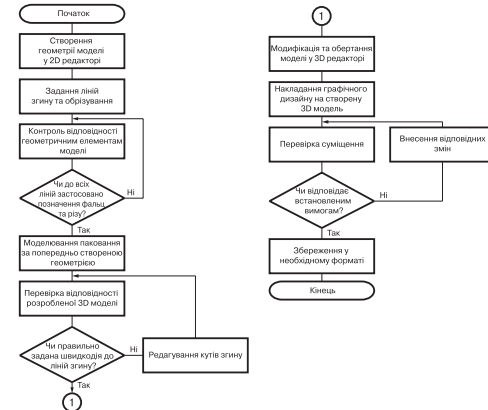 Початок
Створення
геометрії моделі
у 2D редакторі
Задання ліній
згину та обрізування
Контроль відповідності
геометричним елементам
моделі
Чи до всіх
ліній застосовано
позначення фальц.
та різу?
Ні
Так
Моделювання паковання
за попередньо створеною
геометрією
Перевірка відповідності
розробленої 3D моделі
Чи правильно
задана швидкодія до
ліній згину?
Ні
Редагування кутів згину
Так
1
1
Модифікація та обертання
моделі у 3D редакторі
Накладання графічного
дизайну на створену
3D модель
Перевірка суміщення
Внесення відповідних
змін
Чи відповідає
встановленим
вимогам?
Ні
Так
Збереження у
необхідному форматі
Кінець